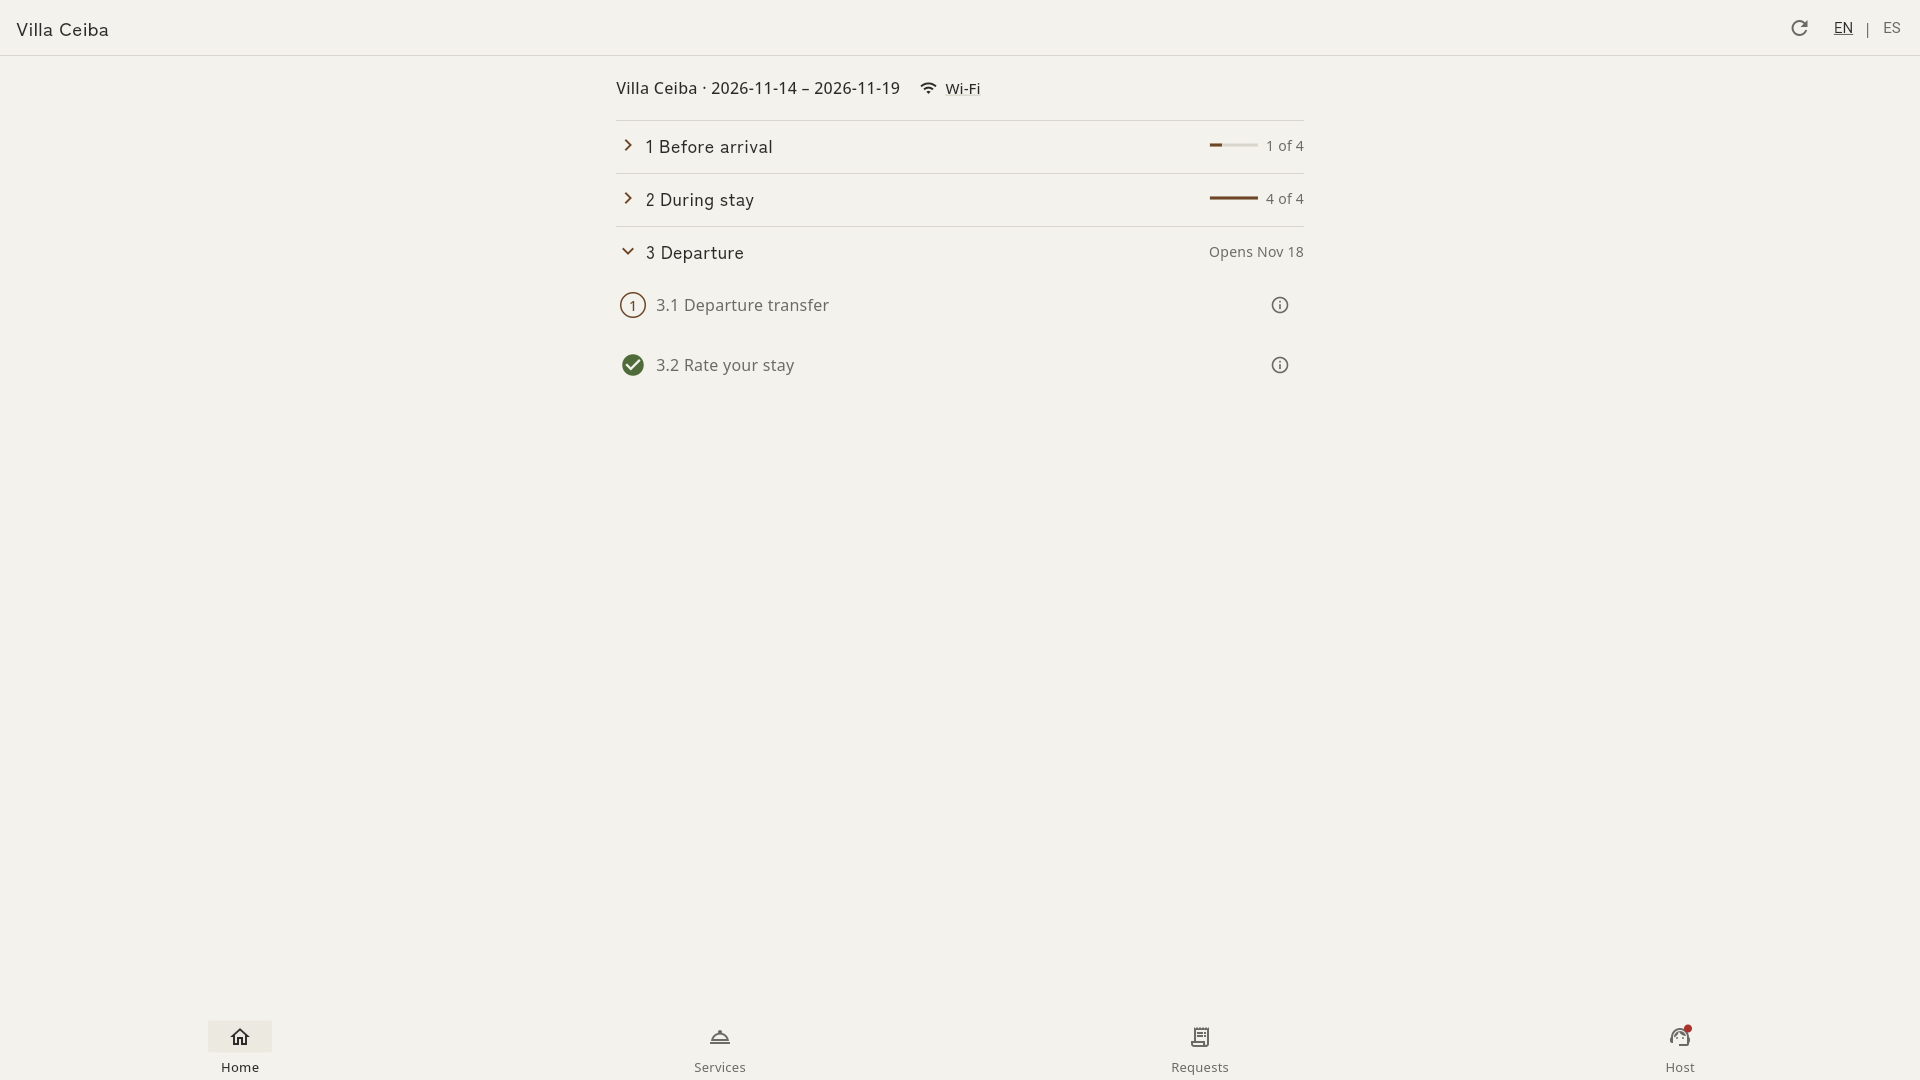 Villa Ceiba
EN | ES
Villa Ceiba · 2026-11-14 – 2026-11-19 Wi-Fi
1 Before arrival 1 of 4
2 During stay 4 of 4
3 Departure Opens Nov 18
1 3.1 Departure transfer
3.2 Rate your stay
Home Services Requests Host